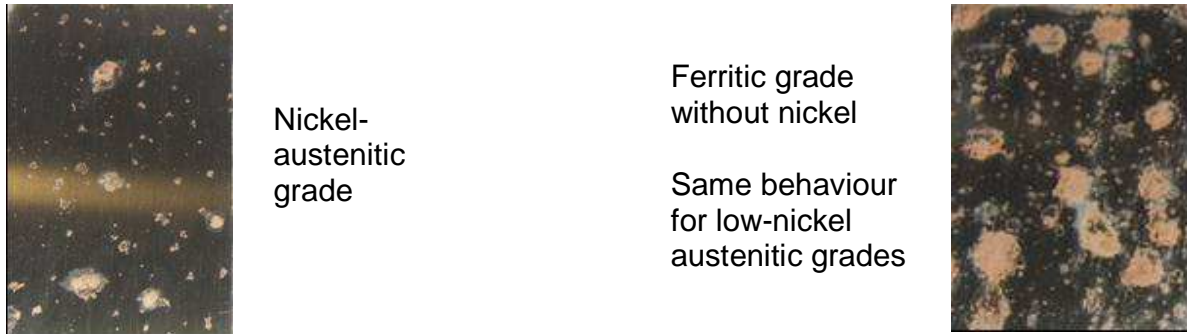 Nickel-
austenitic
grade
Ferritic grade
without nickel
Same behaviour
for low-nickel
austenitic grades